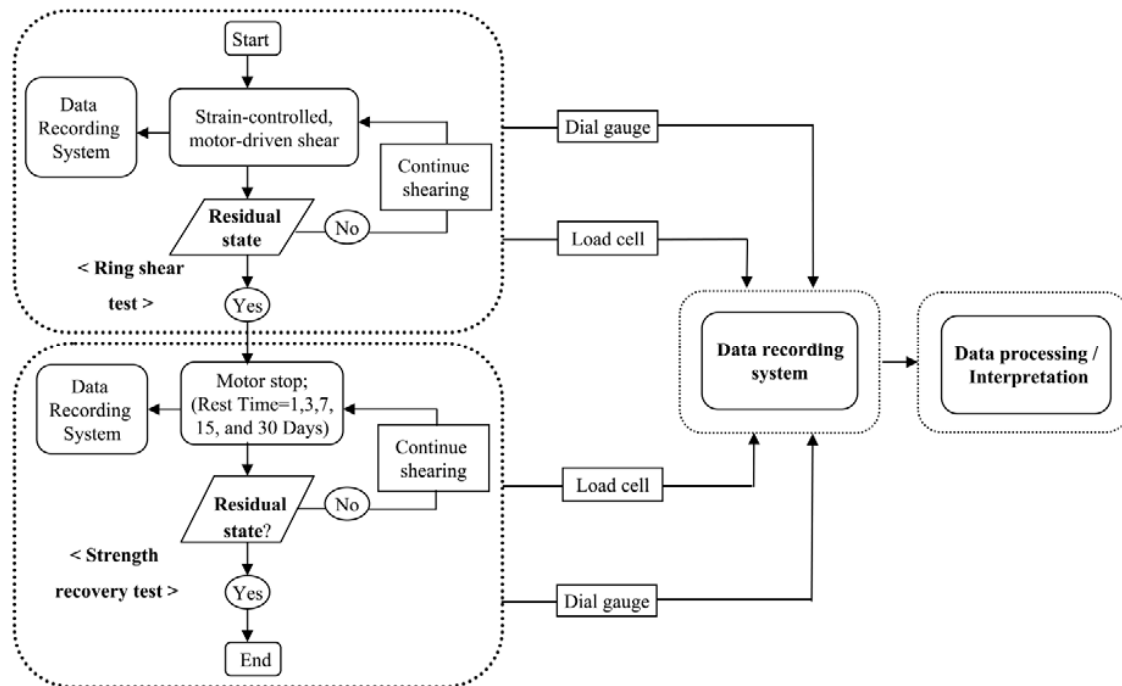 Start
Data
Recording
System
Strain-controlled,
motor-driven shear
Continue
shearing
Residual
state
No
< Ring shear
test >
Yes
Dial gauge
Load cell
Data
Recording
System
Motor stop;
(Rest Time=1,3,7,
15, and 30 Days)
Continue
shearing
Residual
state?
No
< Strength
recovery test >
Yes
End
Load cell
Dial gauge
Data recording
system
Data processing /
Interpretation